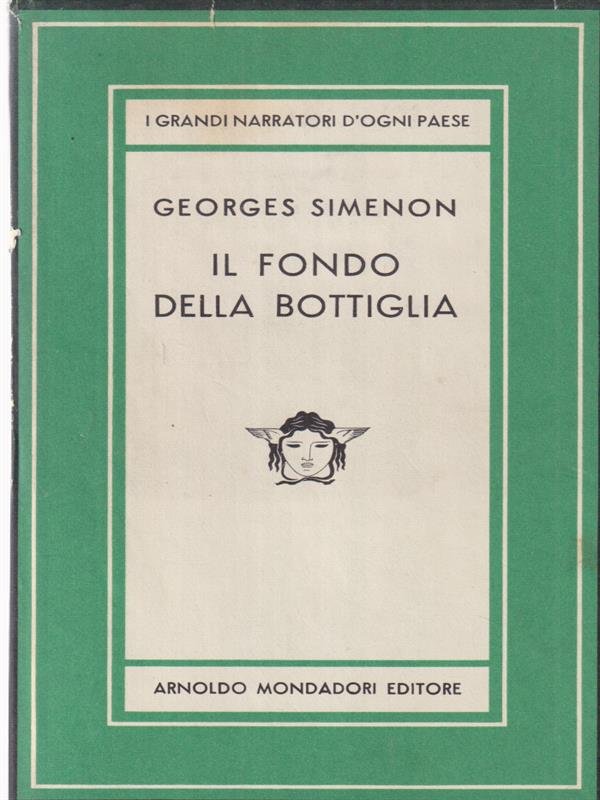 I GRANDI NARRATORI D'OGNI PAESE
GEORGES SIMENON
IL FONDO
DELLA BOTTIGLIA
ARNOLDO MONDADORI EDITORE